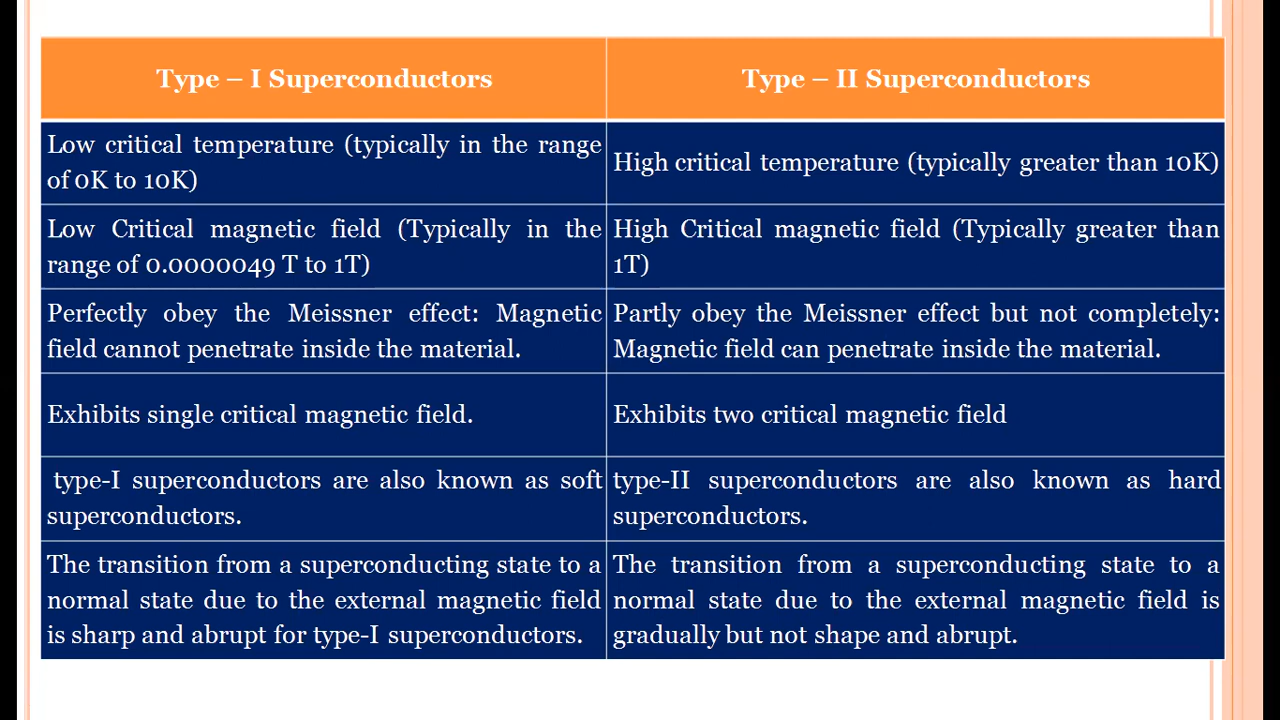 Type – I Superconductors
Type – II Superconductors
Low critical temperature (typically in the range
of 0K to 10K)
High critical temperature (typically greater than 10K)
Low Critical magnetic field (Typically in the
range of 0.0000049 T to 1T)
High Critical magnetic field (Typically greater than
1T)
Perfectly obey the Meissner effect: Magnetic
field cannot penetrate inside the material.
Partly obey the Meissner effect but not completely:
Magnetic field can penetrate inside the material.
Exhibits single critical magnetic field.
Exhibits two critical magnetic field
type-I superconductors are also known as soft
superconductors.
type-II superconductors are also known as hard
superconductors.
The transition from a superconducting state to a
normal state due to the external magnetic field
is sharp and abrupt for type-I superconductors.
The transition from a superconducting state to a
normal state due to the external magnetic field is
gradually but not shape and abrupt.